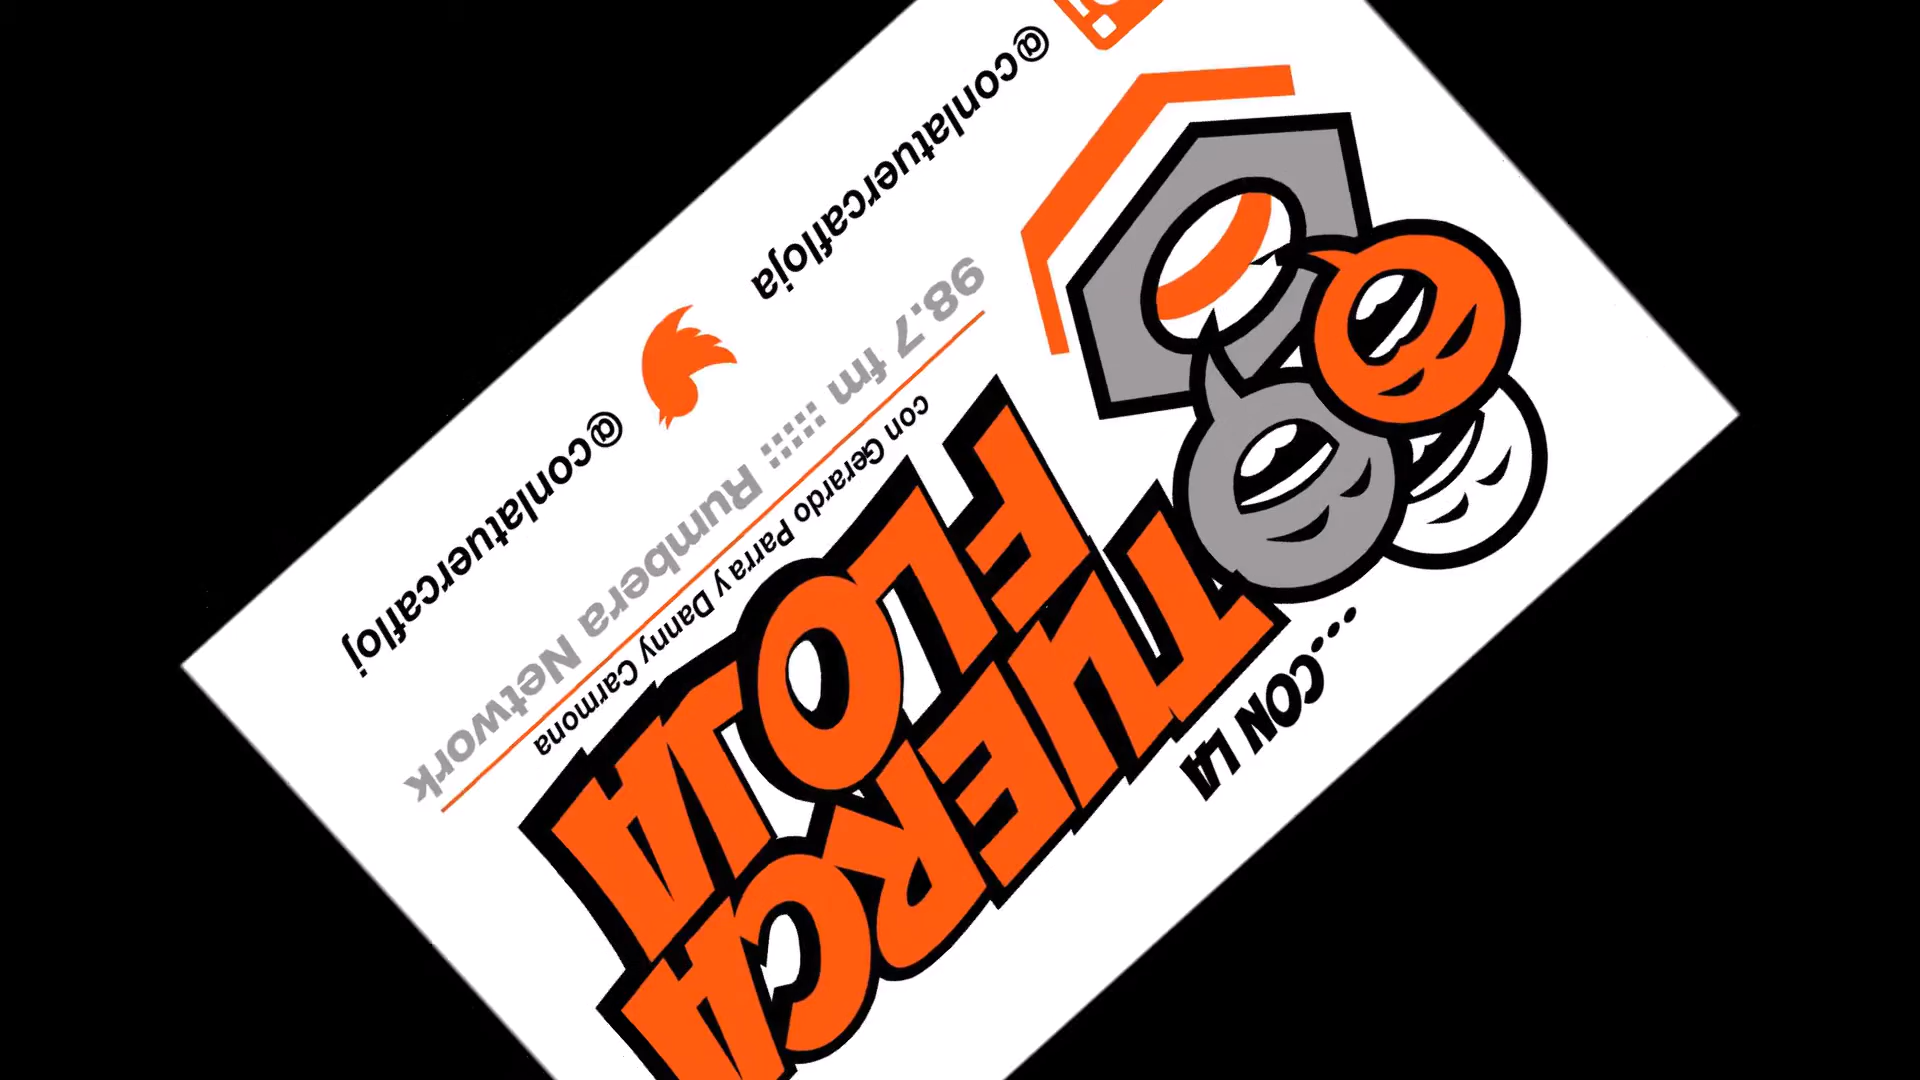 ...CON LA
TUERCA
FLOJA
con Gerardo Parra y Danny Carmona
98.7 fm ::::: Rumbera Network
@conlatuercafloja
@conlatuercafloj